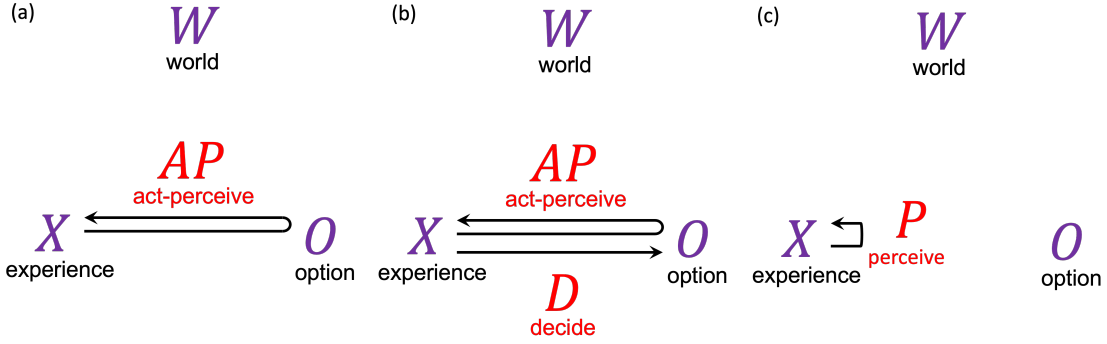 (a)
W
world
AP
act-perceive
X
experience
O
option
(b)
W
world
AP
act-perceive
X
experience
O
option
D
decide
(c)
W
world
X
experience
P
perceive
O
option